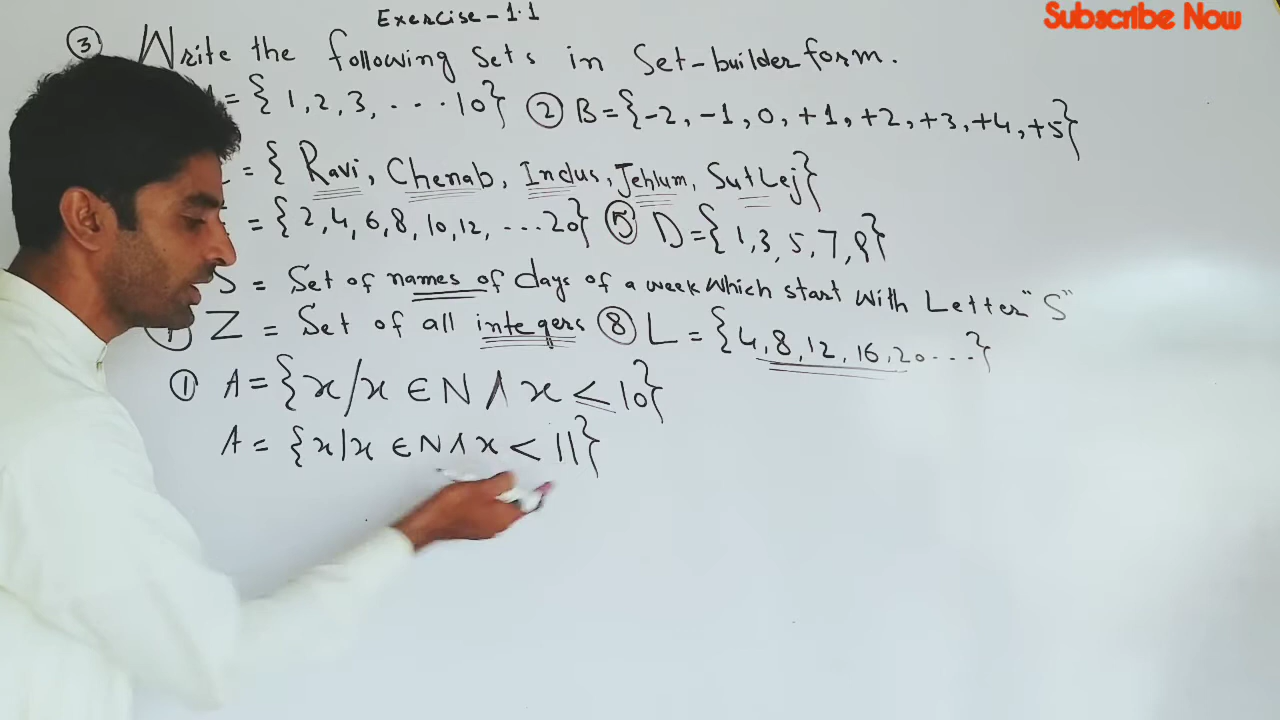 Exercise-1.1
Subscribe Now
③ Write the following Sets in Set-builder form.
= {1,2,3,....10} ② B={-2,-1,0,+1,+2,+3,+4,+5}
= {Ravi, Chenab, Indus, Jehlum, Sutlej}
= {2,4,6,8,10,12,...20} ⑤ D={1,3,5,7,9}
S = Set of names of days of a week which start with Letter "S"
Z = Set of all integers ⑧ L = {4,8,12,16,20....}
① A={x/x ∈ N ∧ x ≤ 10}
A = {x|x ∈ N ∧ x < 11}